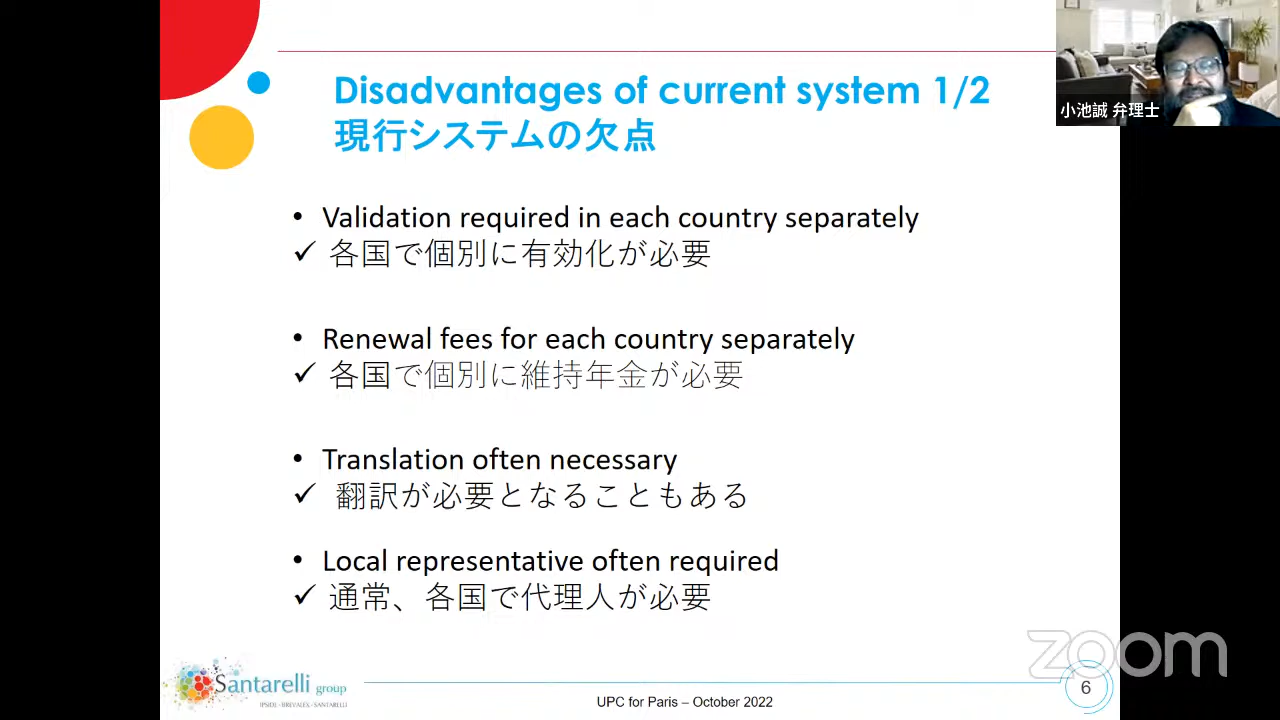 Disadvantages of current system 1/2
現行システムの欠点
小池誠 弁理士
• Validation required in each country separately
✓ 各国で個別に有効化が必要
• Renewal fees for each country separately
✓ 各国で個別に維持年金が必要
• Translation often necessary
✓ 翻訳が必要となることもある
• Local representative often required
✓ 通常、各国で代理人が必要
Santarelli group
IPSIDE - BREVALEX - SANTARELLI
UPC for Paris – October 2022
6
zoom